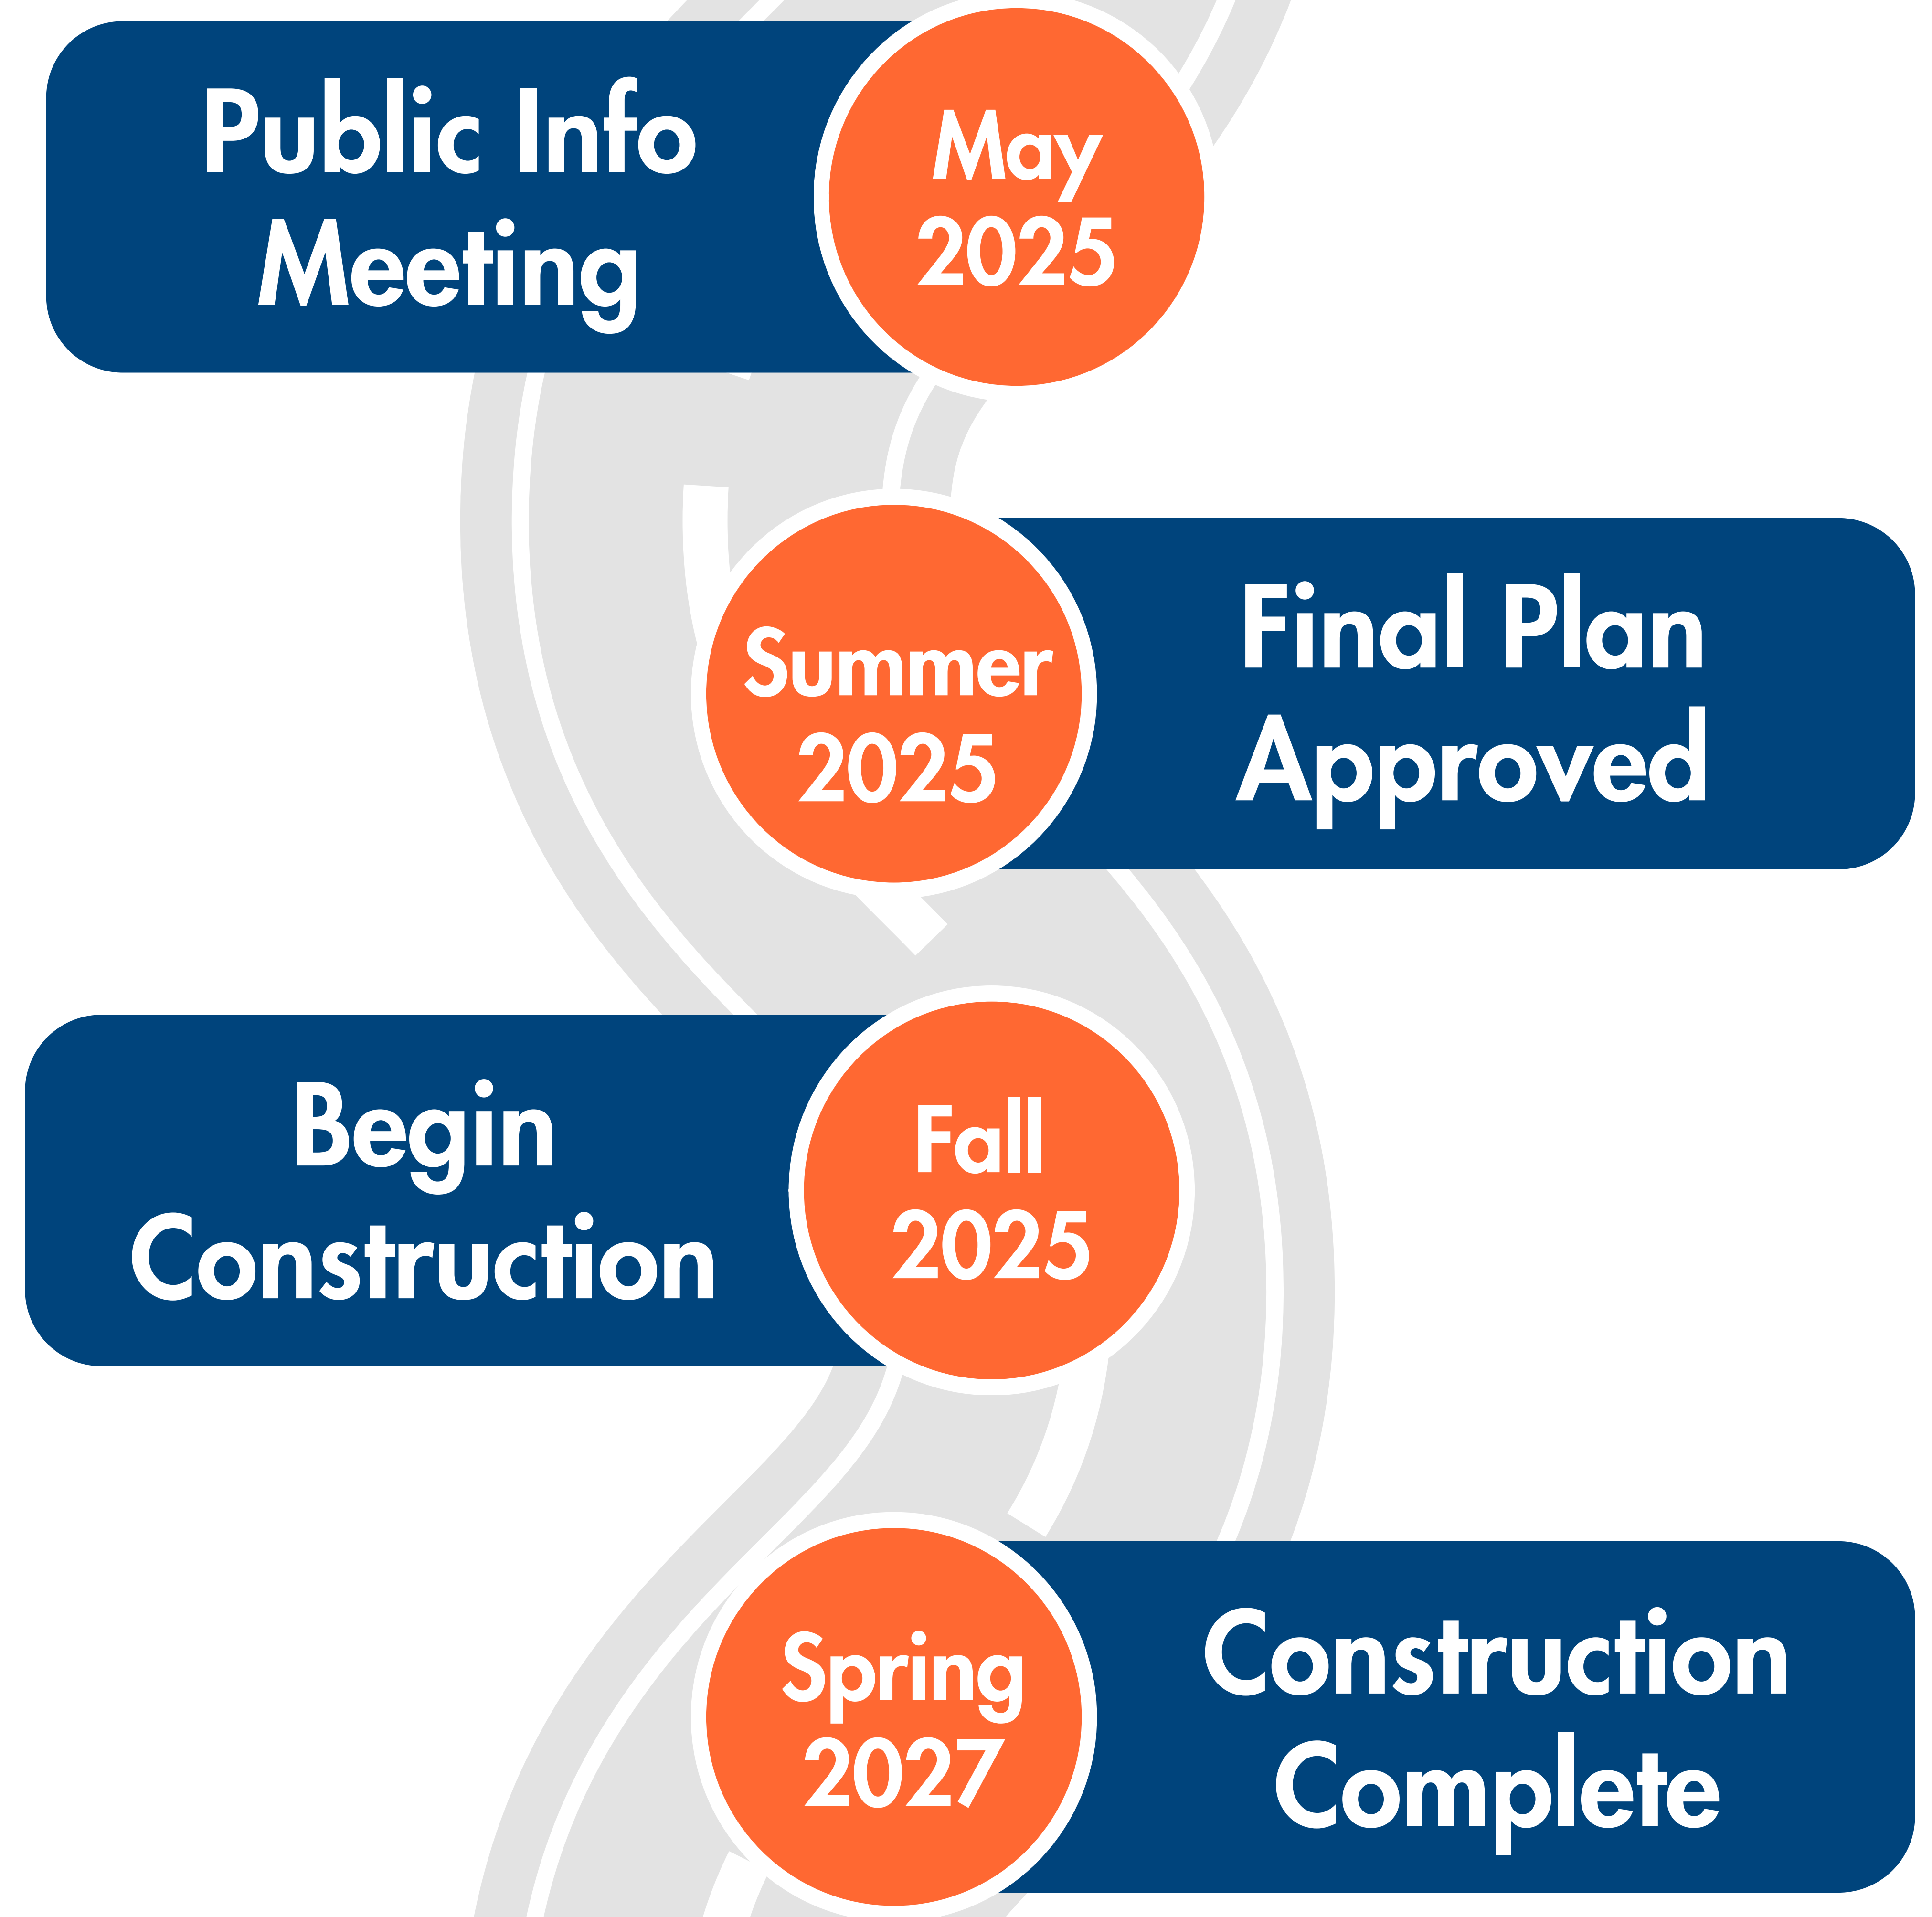 Public Info
Meeting
May
2025
Summer
2025
Final Plan
Approved
Begin
Construction
Fall
2025
Spring
2027
Construction
Complete